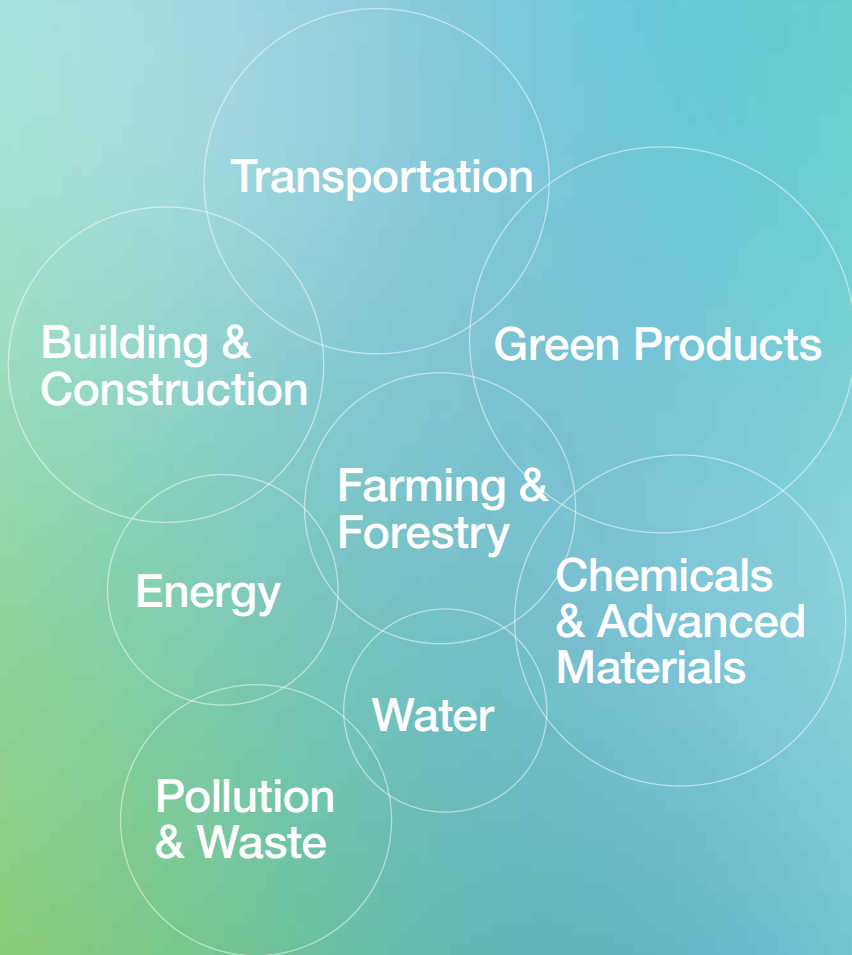 Transportation
Building &
Construction
Green Products
Farming &
Forestry
Energy
Chemicals
& Advanced
Materials
Water
Pollution
& Waste